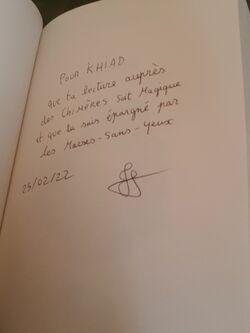 Pour KHIAD
que ta lecture auprès
des CHIMÈRES soit Magique
et que tu sois épargné par
les Morses-Sans-Yeux
25/02/22